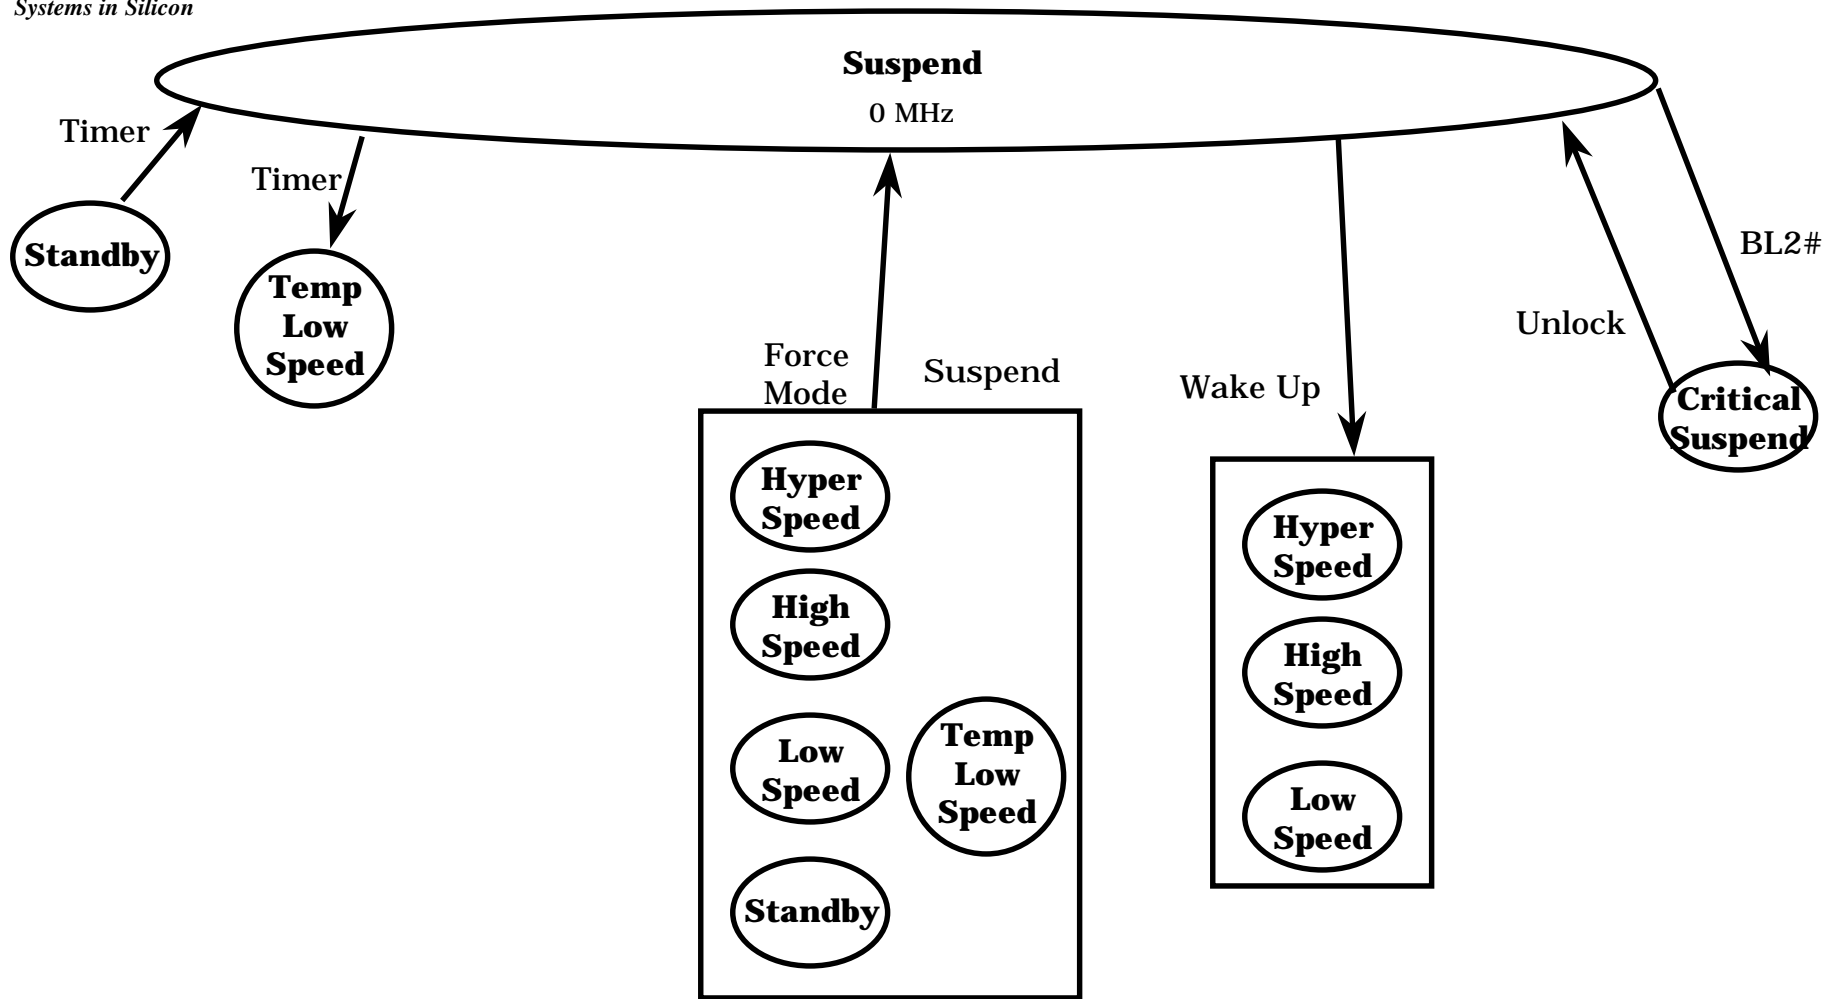 Systems in Silicon
Suspend
0 MHz
Timer
Timer
Standby
Temp
Low
Speed
Force
Mode
Suspend
Wake Up
Unlock
BL2#
Critical
Suspend
Hyper
Speed
High
Speed
Low
Speed
Temp
Low
Speed
Standby
Hyper
Speed
High
Speed
Low
Speed